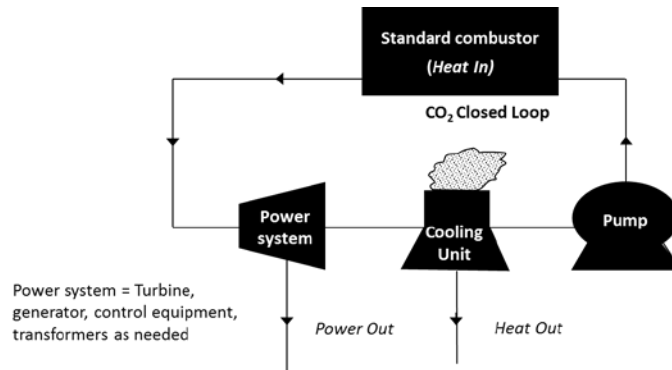 Standard combustor
(Heat In)
CO₂ Closed Loop
Power
system
Cooling
Unit
Pump
Power system = Turbine,
generator, control equipment,
transformers as needed
Power Out
Heat Out